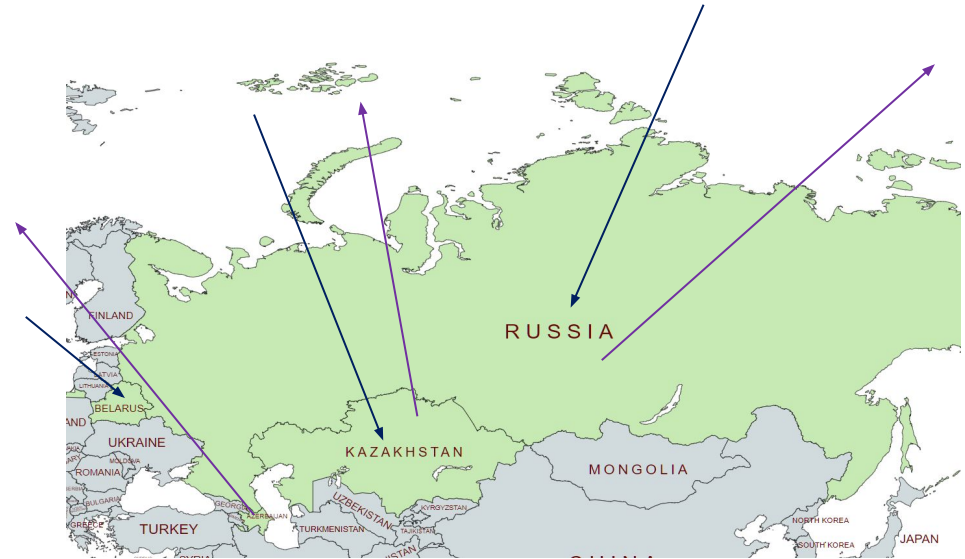 FINLAND
ESTONIA
LATVIA
LITHUANIA
BELARUS
RUSSIA
AND
UKRAINE
MOLDOVA
ROMANIA
BULGARIA
GREECE
TURKEY
GEORGIA
AZERBAIJAN
KAZAKHSTAN
UZBEKISTAN
TURKMENISTAN
KYRGYZSTAN
TAJIKISTAN
MONGOLIA
NORTH KOREA
SOUTH KOREA
JAPAN